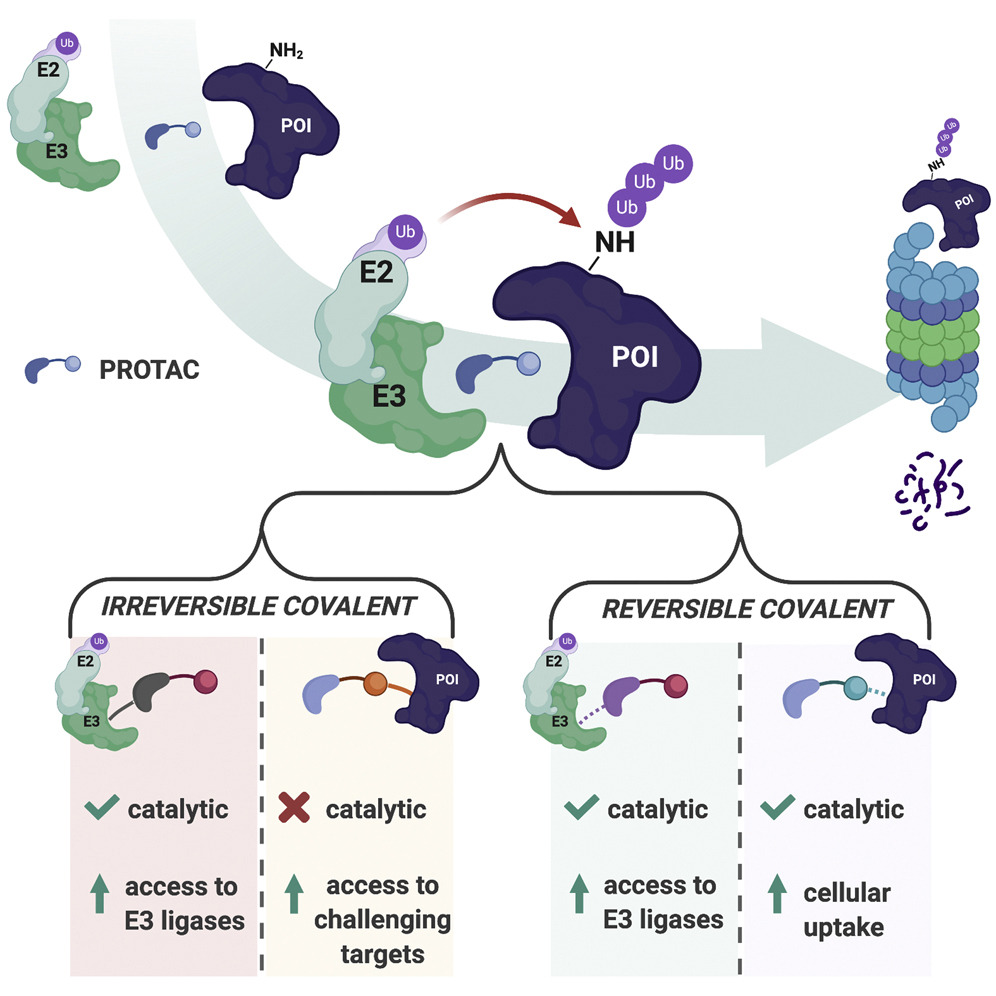 Ub
E2
E3
NH₂
POI
Ub
E2
E3
Ub
Ub
Ub
NH
POI
PROTAC
Ub
Ub
Ub
NH
POI
IRREVERSIBLE COVALENT
Ub
E2
E3
POI
catalytic
catalytic
access to
E3 ligases
access to
challenging
targets
REVERSIBLE COVALENT
Ub
E2
E3
POI
catalytic
catalytic
access to
E3 ligases
cellular
uptake